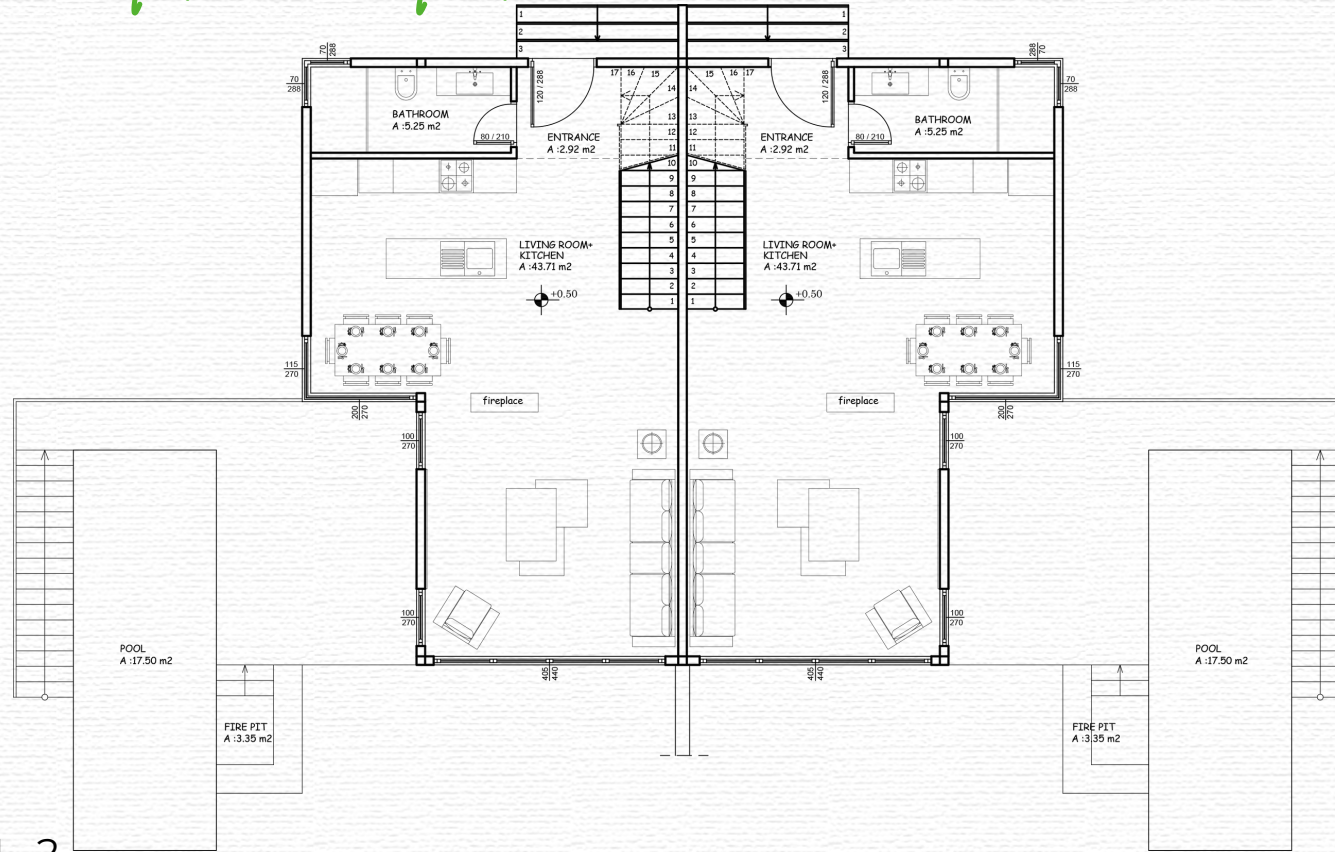 1
2
3
1
2
3
70
288
70
288
70
288
70
288
120 / 288
120 / 288
17 16 15
14
13
12
11
10
9
8
7
6
5
4
3
2
1
15 16 17
14
13
12
11
10
9
8
7
6
5
4
3
2
1
BATHROOM
A :5.25 m2
80 / 210
ENTRANCE
A :2.92 m2
ENTRANCE
A :2.92 m2
80 / 210
BATHROOM
A :5.25 m2
LIVING ROOM+
KITCHEN
A :43.71 m2
+0.50
LIVING ROOM+
KITCHEN
A :43.71 m2
+0.50
115
270
115
270
200
270
200
270
fireplace
fireplace
100
270
100
270
100
270
100
270
405
440
405
440
POOL
A :17.50 m2
POOL
A :17.50 m2
FIRE PIT
A :3.35 m2
FIRE PIT
A :3.35 m2